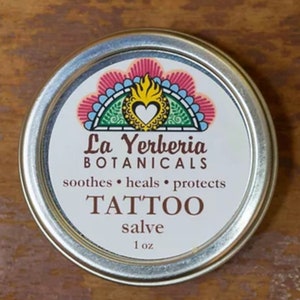 La Yerberia
BOTANICALS
soothes • heals • protects
TATTOO
salve
1 oz